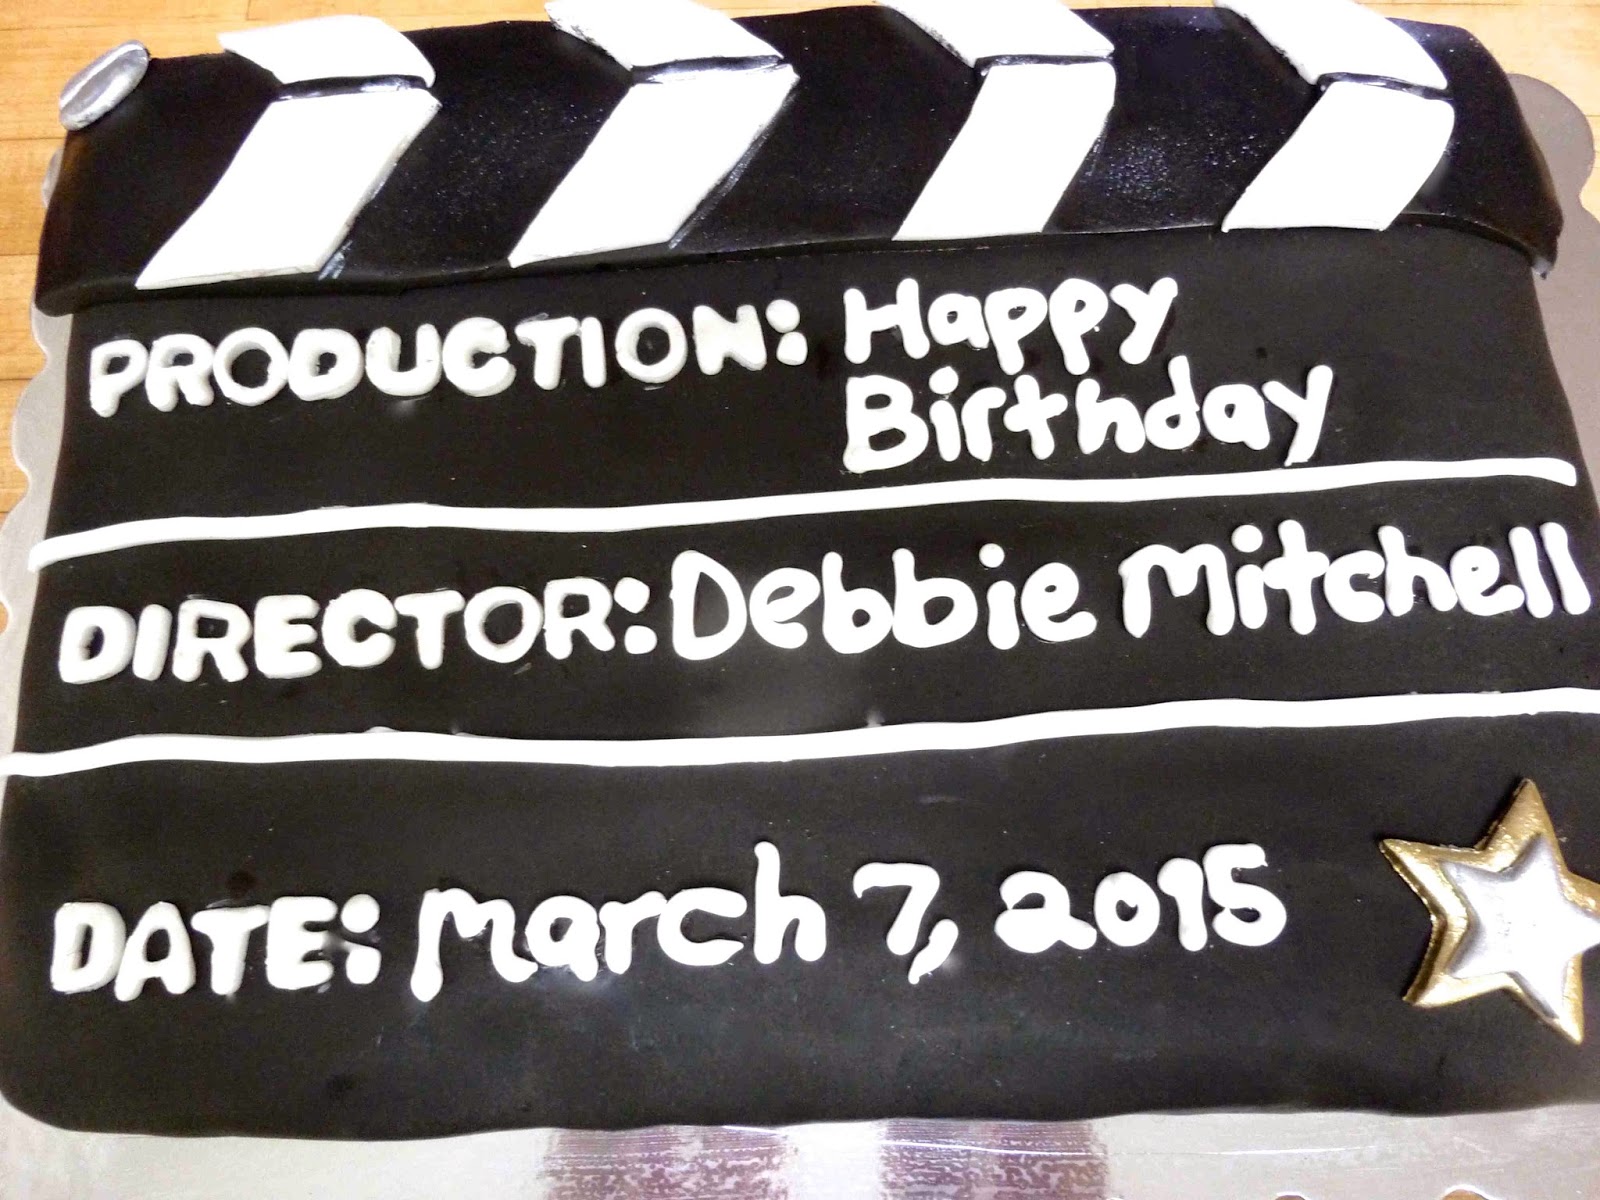 PRODUCTION: Happy
Birthday
DIRECTOR: Debbie Mitchell
DATE: March 7, 2015